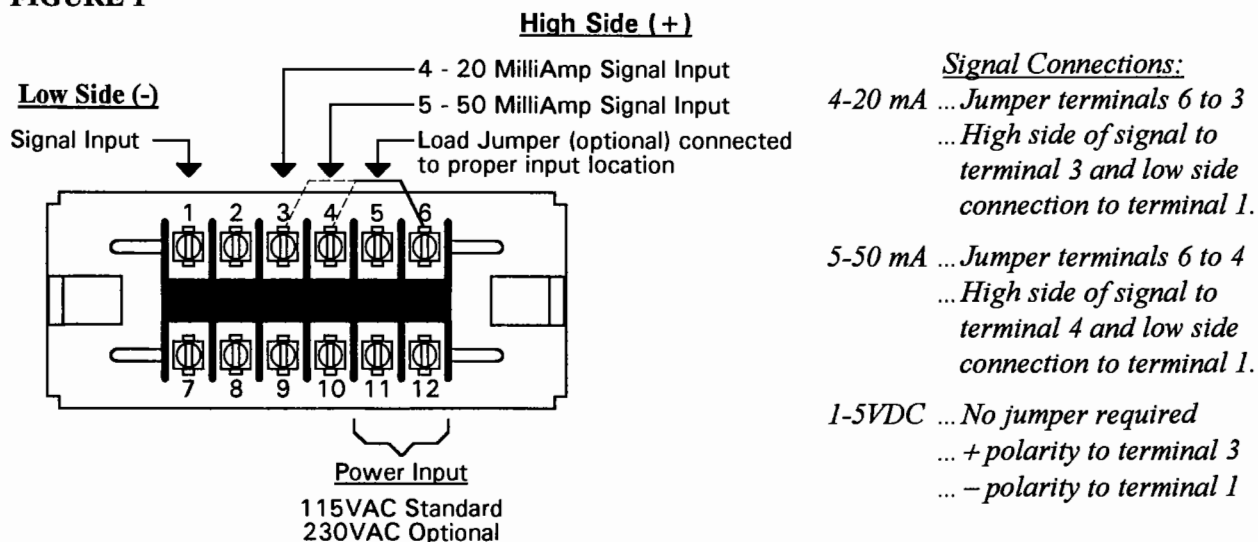 FIGURE 1
High Side (+)
Low Side (-)
4 - 20 MilliAmp Signal Input
5 - 50 MilliAmp Signal Input
Signal Input
Load Jumper (optional) connected
to proper input location
1 2 3 4 5 6
7 8 9 10 11 12
Power Input
115VAC Standard
230VAC Optional
Signal Connections:
4-20 mA ...Jumper terminals 6 to 3
...High side of signal to
terminal 3 and low side
connection to terminal 1.
5-50 mA ...Jumper terminals 6 to 4
...High side of signal to
terminal 4 and low side
connection to terminal 1.
1-5VDC ...No jumper required
...+polarity to terminal 3
...–polarity to terminal 1